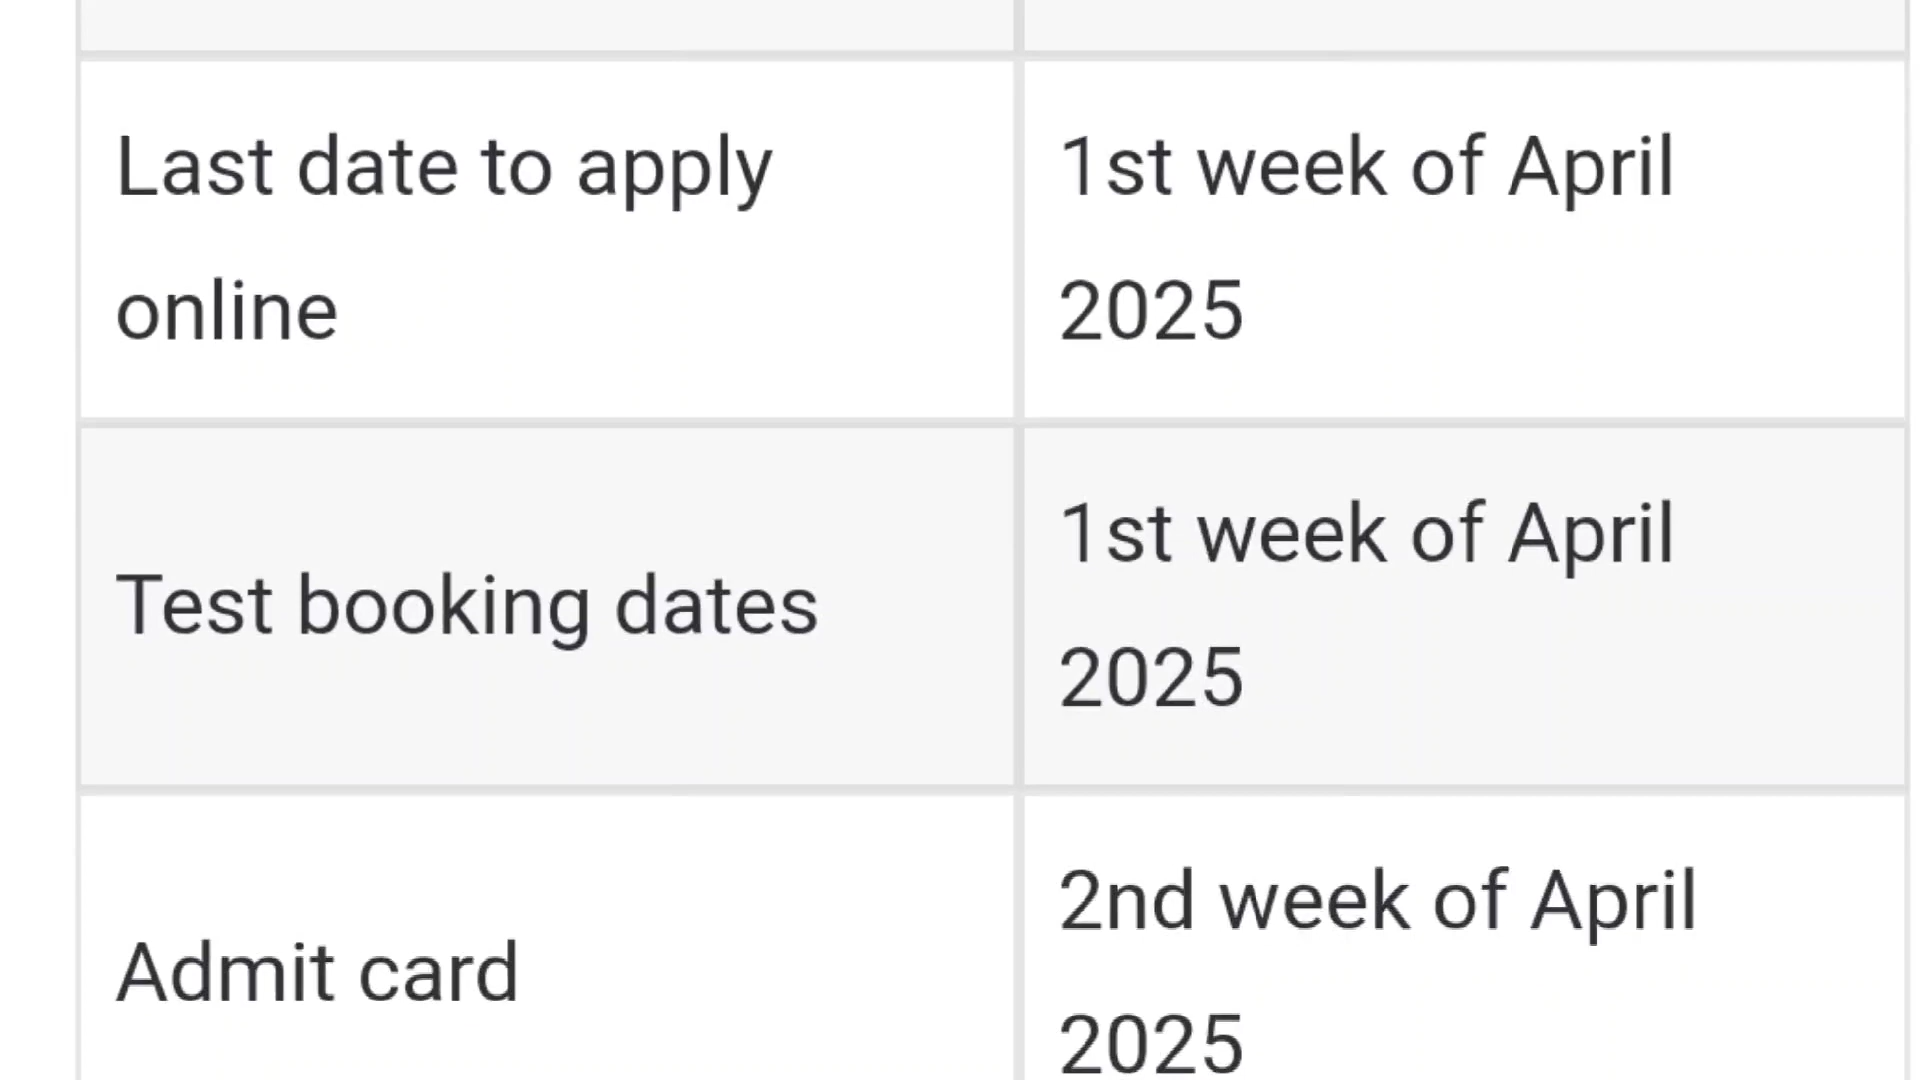 Last date to apply
online
1st week of April
2025
Test booking dates
1st week of April
2025
Admit card
2nd week of April
2025